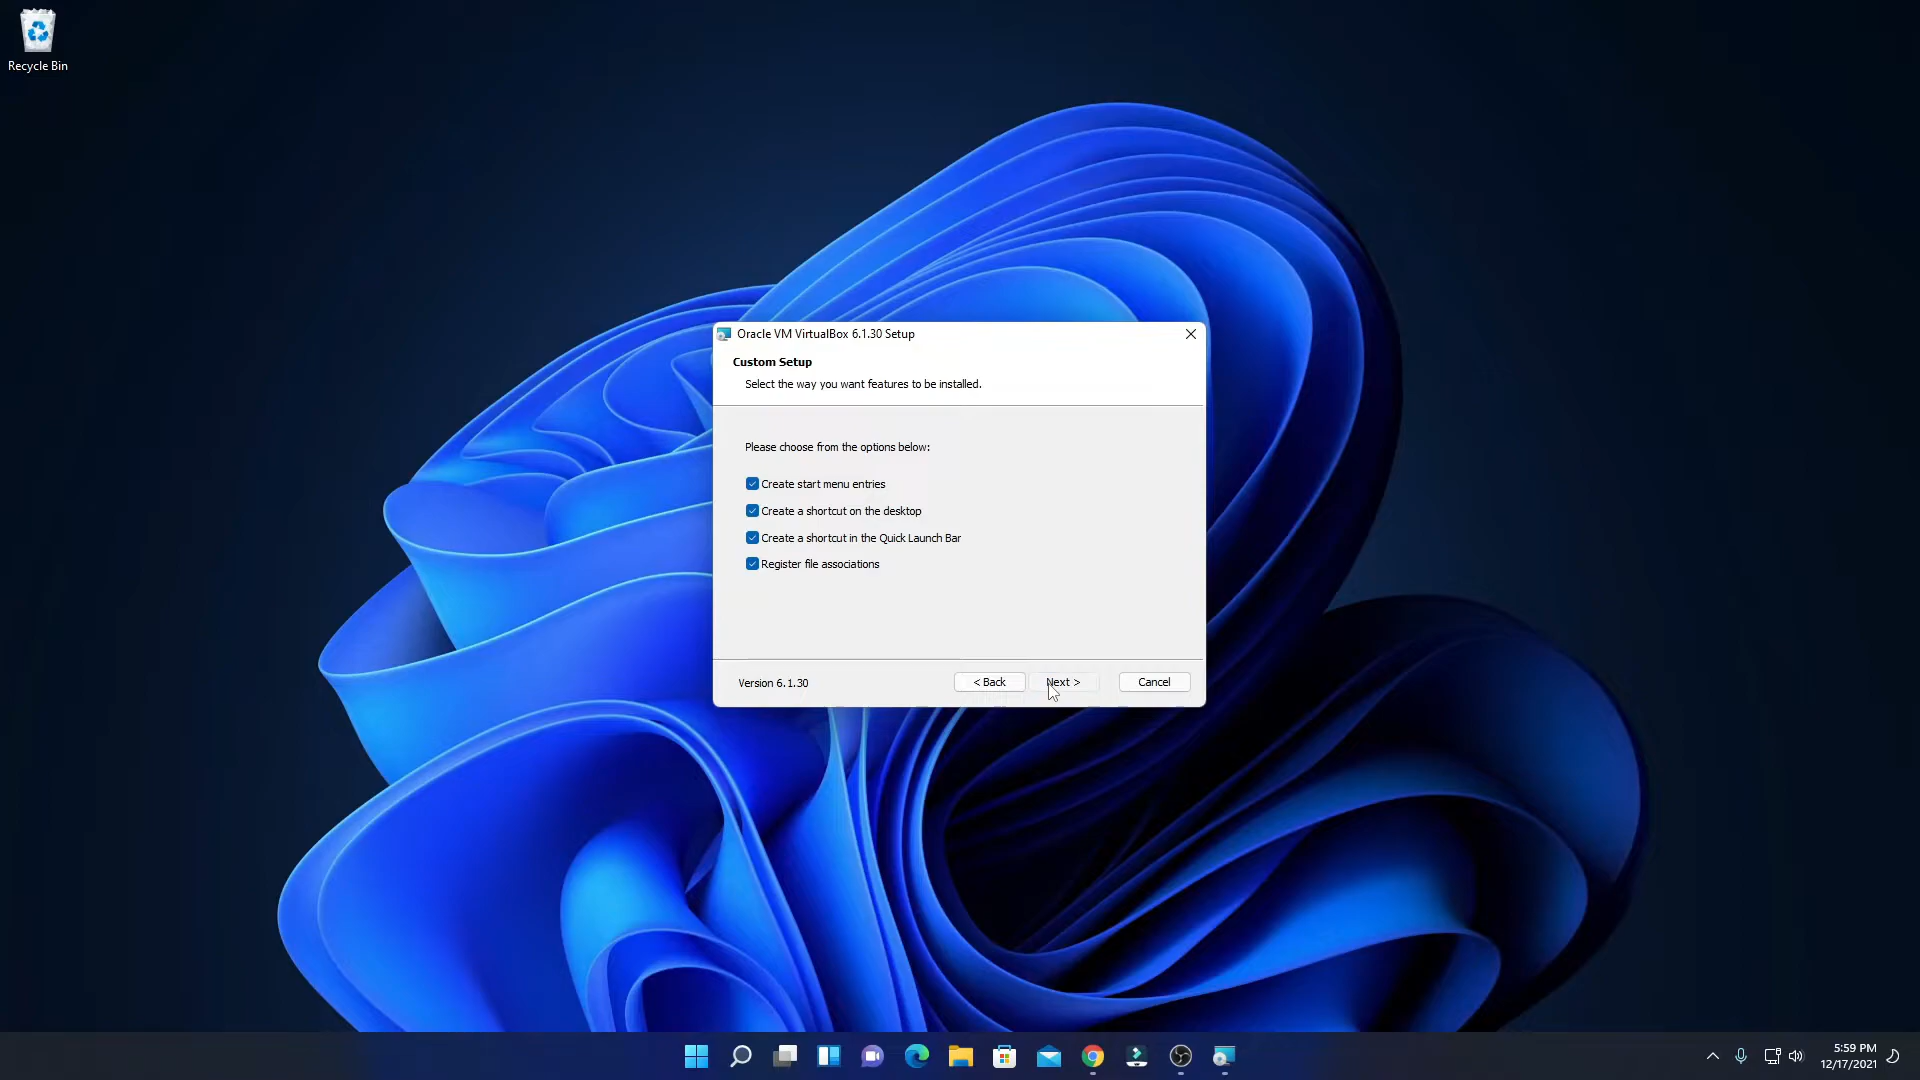 Recycle Bin
Oracle VM VirtualBox 6.1.30 Setup
Custom Setup
Select the way you want features to be installed.
Please choose from the options below:
Create start menu entries
Create a shortcut on the desktop
Create a shortcut in the Quick Launch Bar
Register file associations
Version 6.1.30
< Back
Next >
Cancel
5:59 PM
12/17/2021